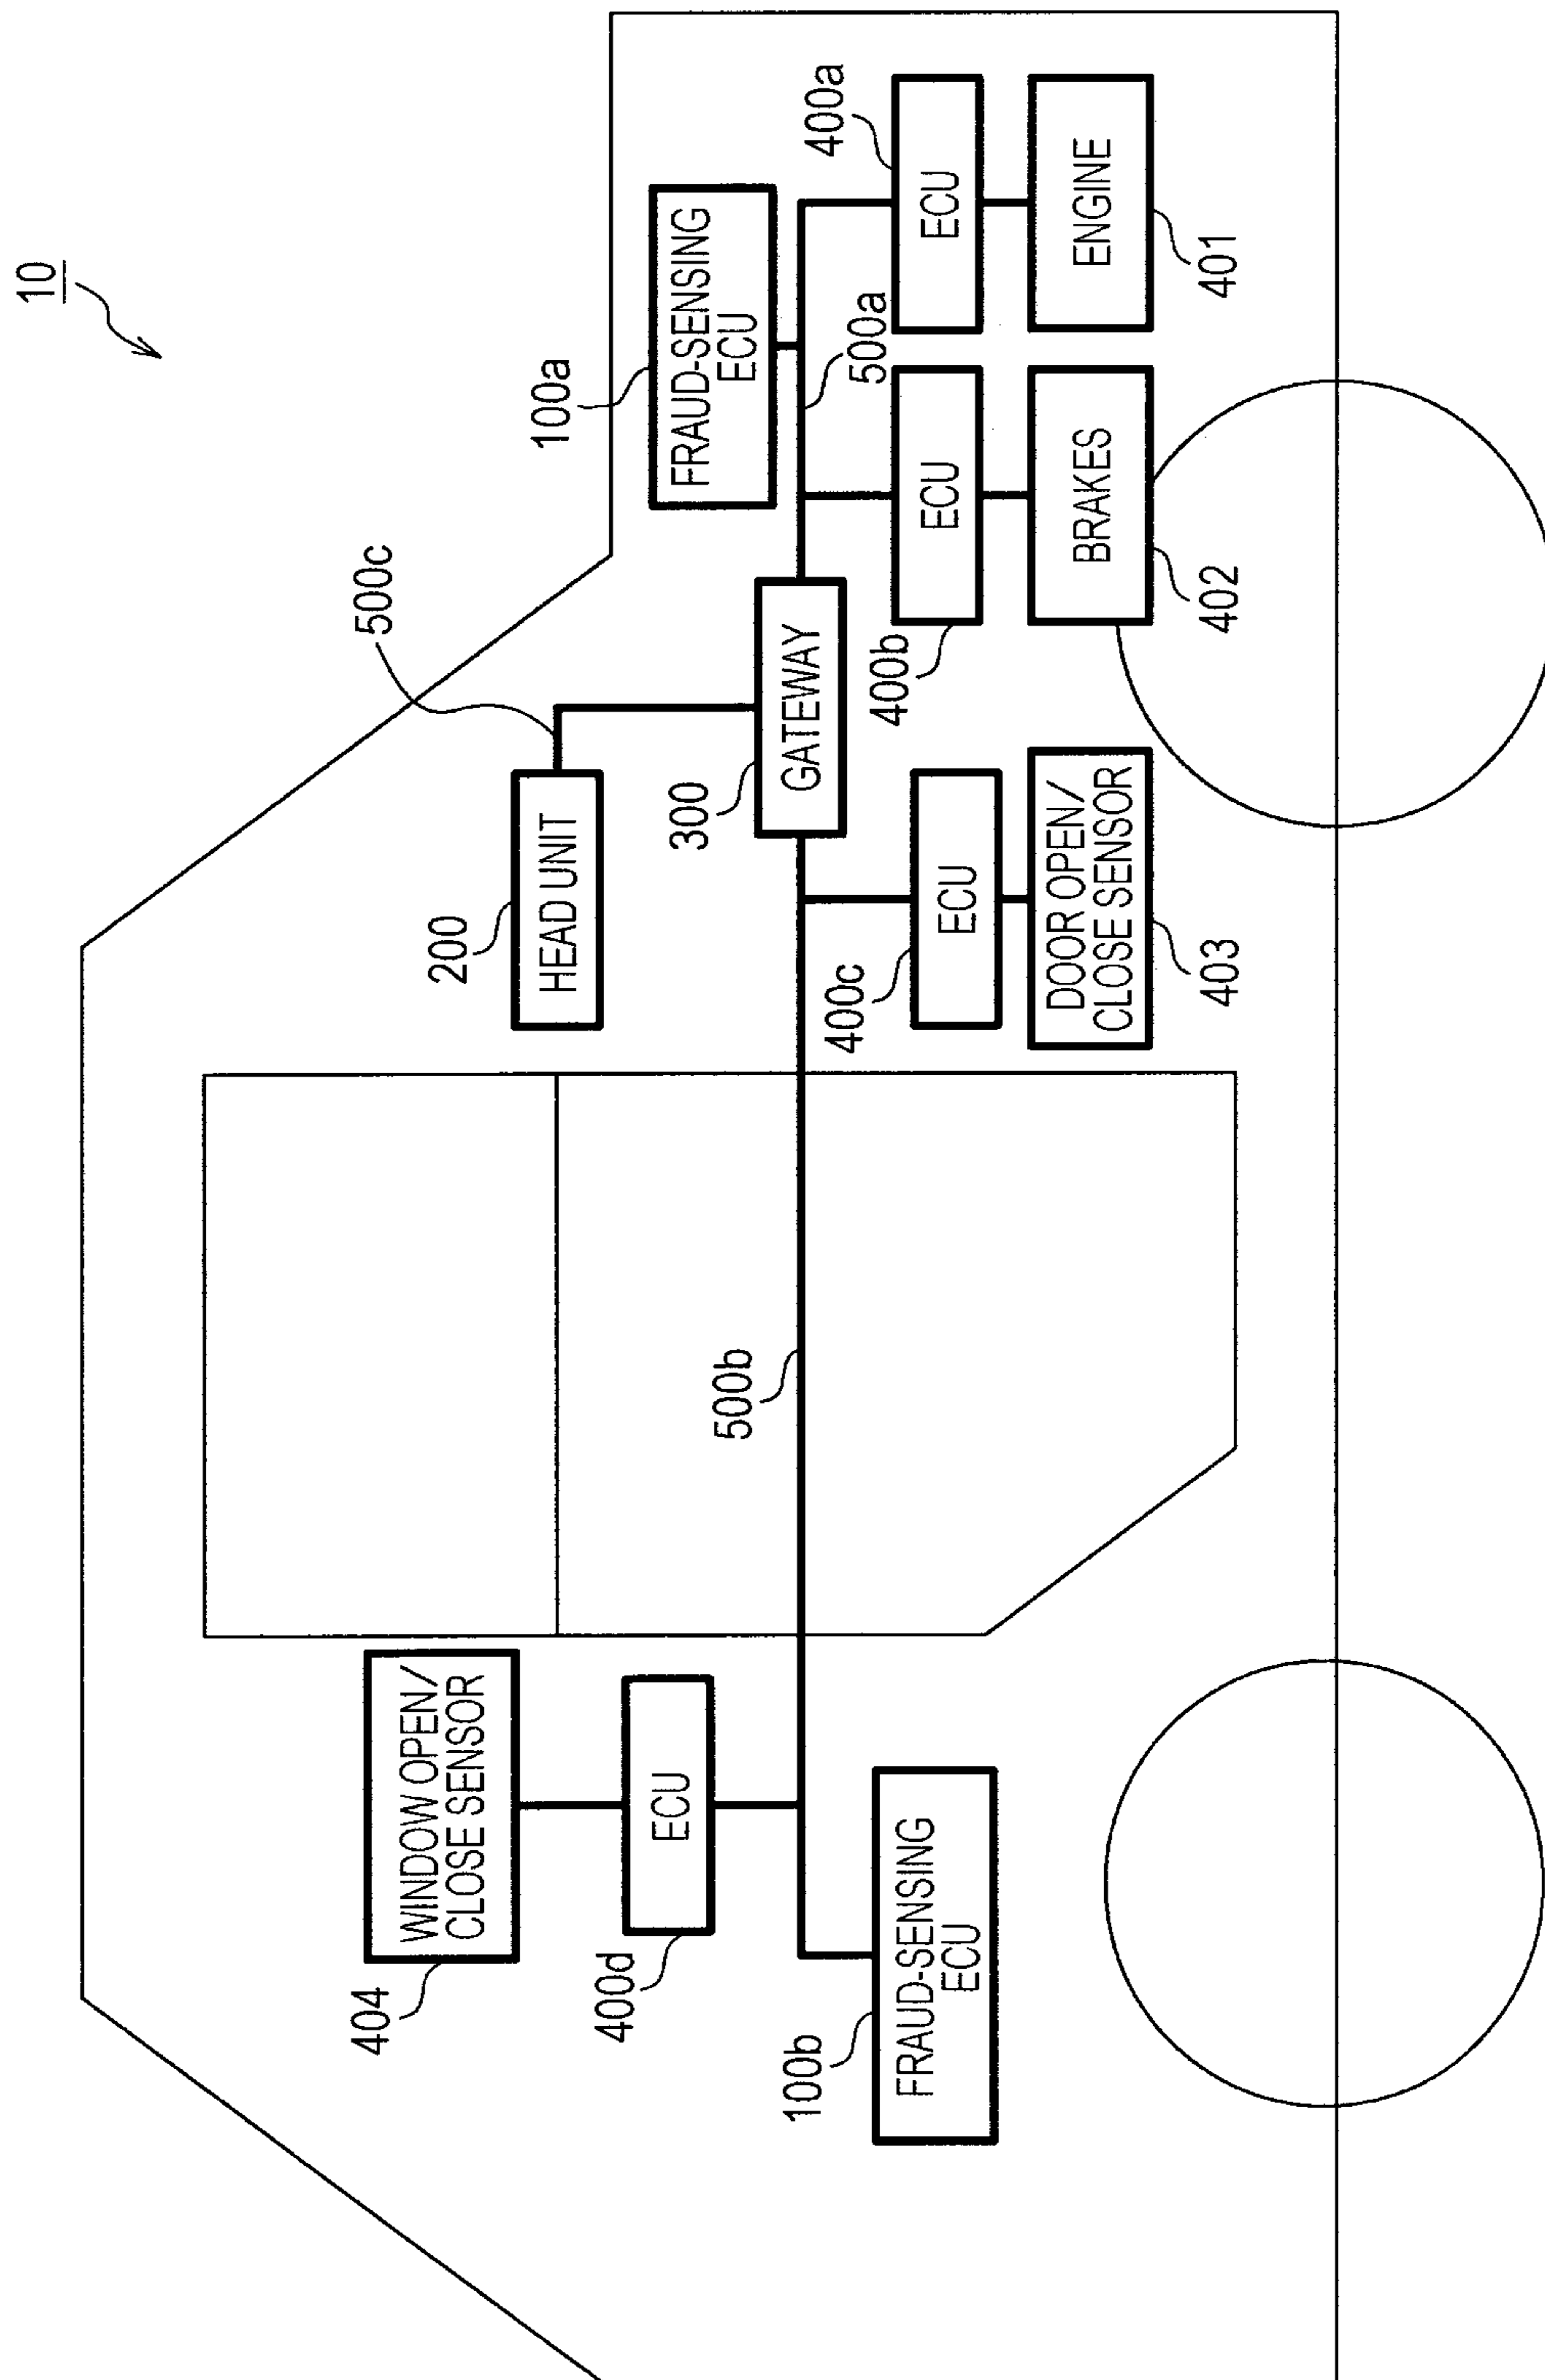 10
100a
FRAUD-SENSING
ECU
500a
400a
ECU
ENGINE
401
400b
ECU
BRAKES
402
500c
200
HEAD UNIT
300
GATEWAY
400c
ECU
DOOR OPEN/
CLOSE SENSOR
403
500b
404
WINDOW OPEN/
CLOSE SENSOR
400d
ECU
100b
FRAUD-SENSING
ECU